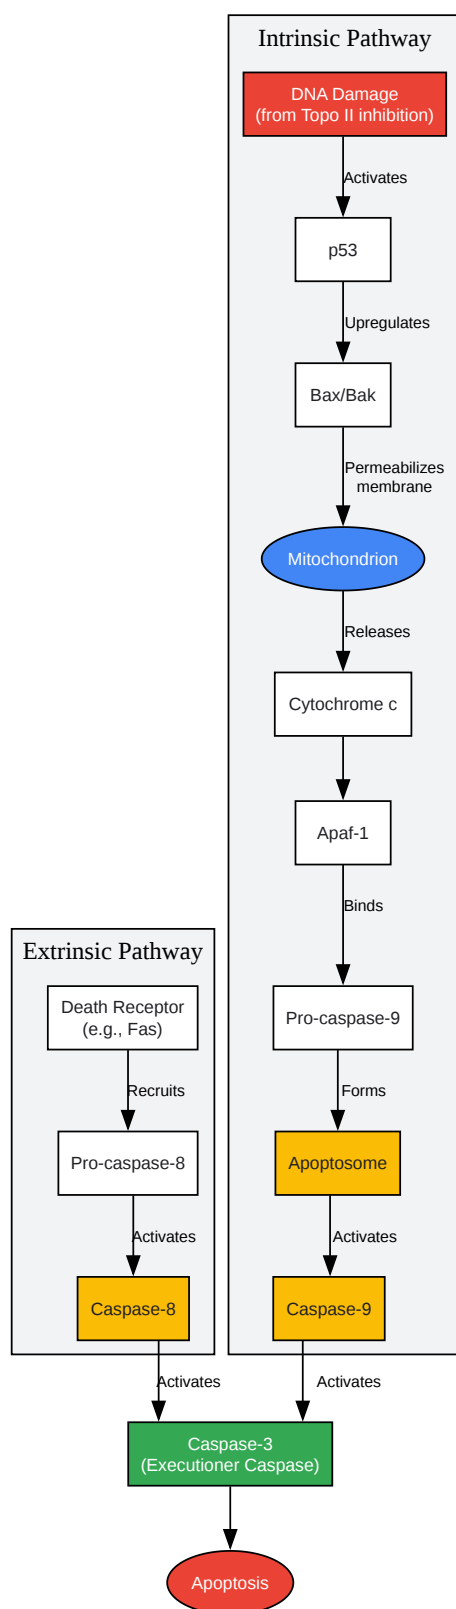 Intrinsic Pathway
DNA Damage
(from Topo II inhibition)
Activates
p53
Upregulates
Bax/Bak
Permeabilizes
membrane
Mitochondrion
Releases
Cytochrome c
Apaf-1
Binds
Pro-caspase-9
Forms
Apoptosome
Activates
Caspase-9
Activates
Extrinsic Pathway
Death Receptor
(e.g., Fas)
Recruits
Pro-caspase-8
Activates
Caspase-8
Activates
Caspase-3
(Executioner Caspase)
Apoptosis